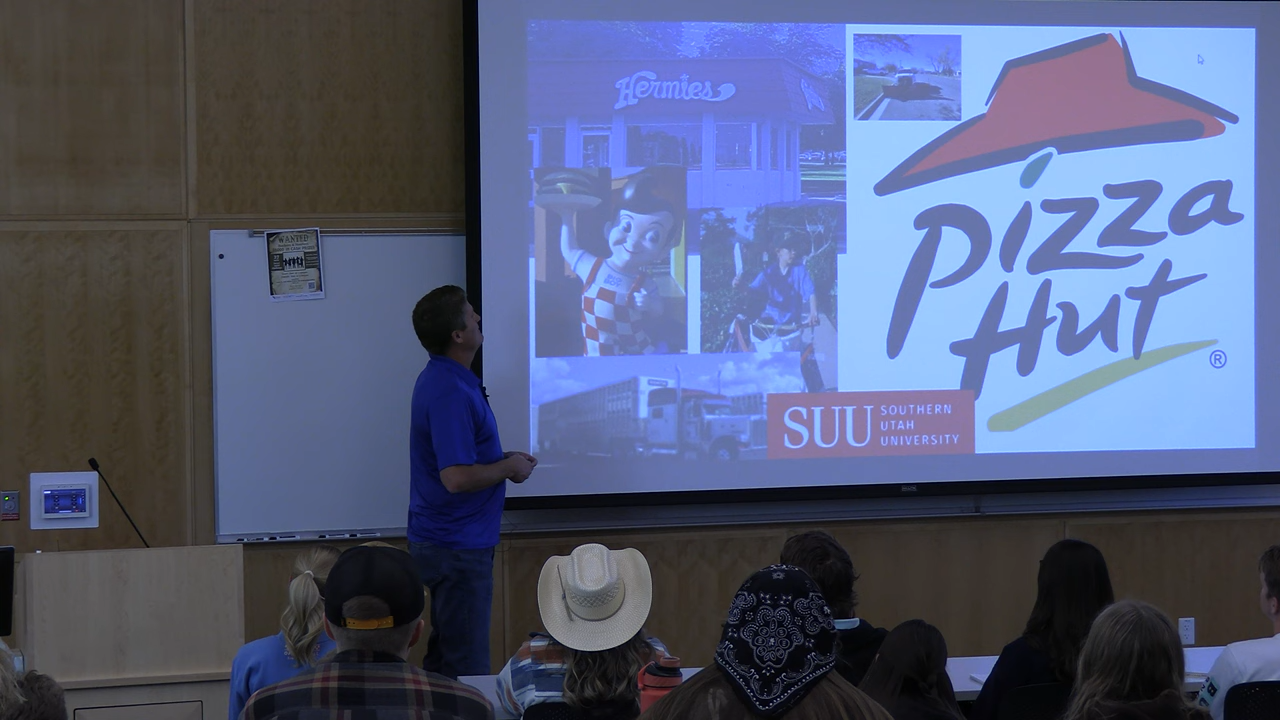 Hermies
Pizza
Hut
®
SUU
SOUTHERN
UTAH
UNIVERSITY
WANTED